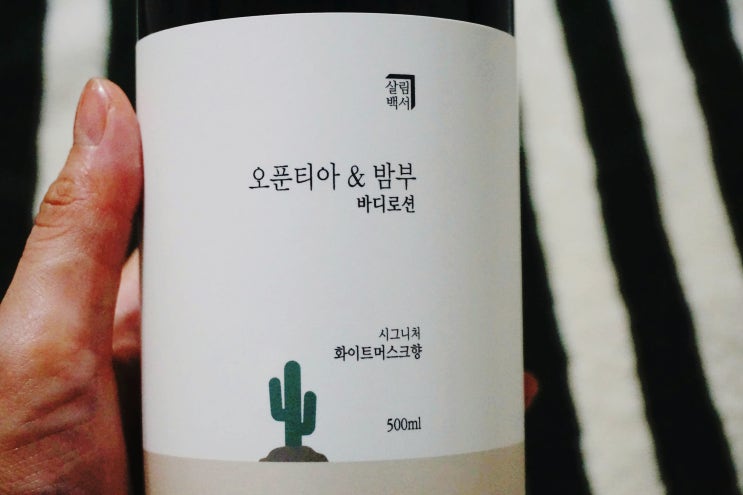 살림
백서
오푼티아 & 밤부
바디로션
시그니처
화이트머스크향
500ml